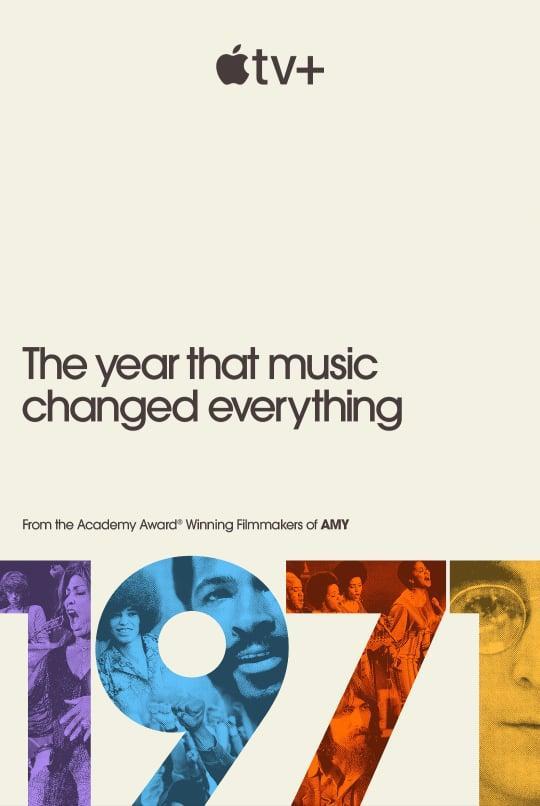 tv+
The year that music
changed everything
From the Academy Award® Winning Filmmakers of AMY
1971